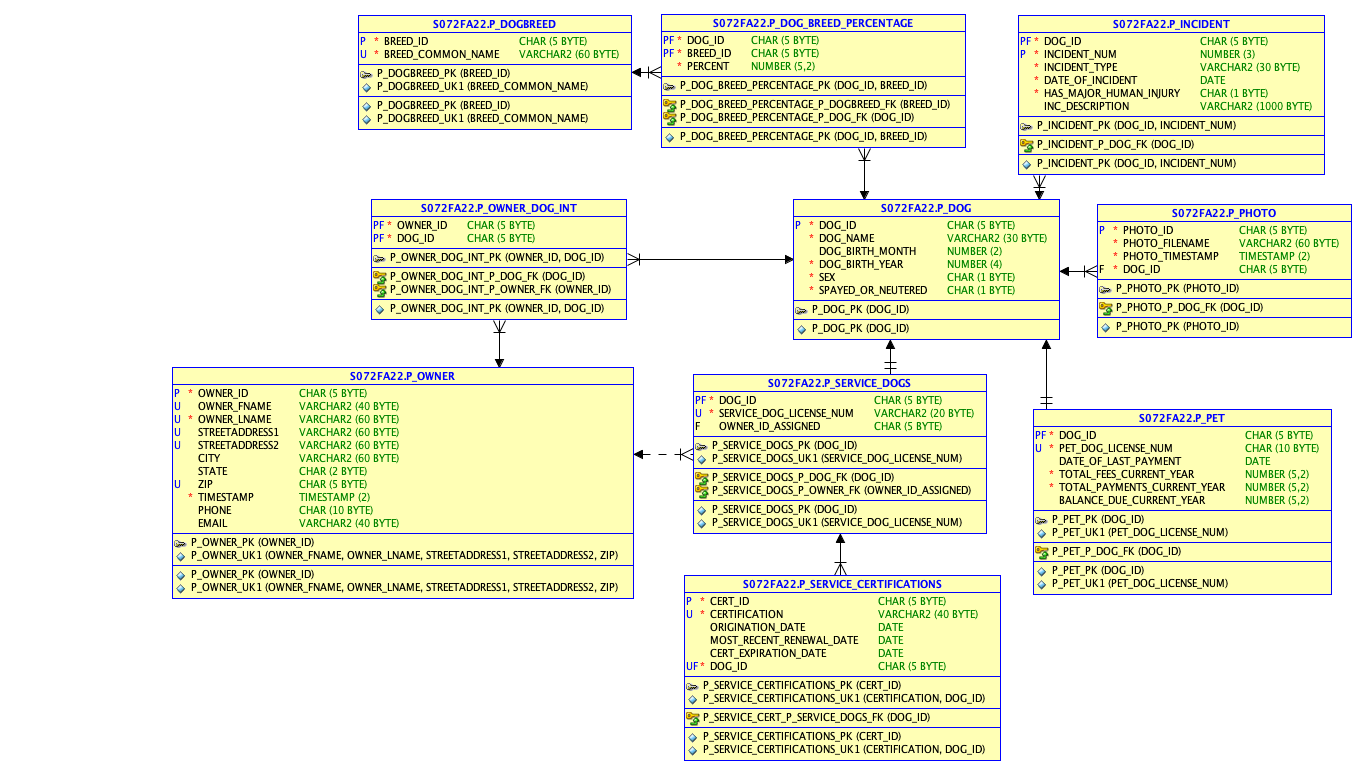 S072FA22.P_DOGBREED
P * BREED_ID CHAR (5 BYTE)
U * BREED_COMMON_NAME VARCHAR2 (60 BYTE)
P_DOGBREED_PK (BREED_ID)
P_DOGBREED_UK1 (BREED_COMMON_NAME)
P_DOGBREED_PK (BREED_ID)
P_DOGBREED_UK1 (BREED_COMMON_NAME)
S072FA22.P_DOG_BREED_PERCENTAGE
PF * DOG_ID CHAR (5 BYTE)
PF * BREED_ID CHAR (5 BYTE)
* PERCENT NUMBER (5,2)
P_DOG_BREED_PERCENTAGE_PK (DOG_ID, BREED_ID)
P_DOG_BREED_PERCENTAGE_P_DOGBREED_FK (BREED_ID)
P_DOG_BREED_PERCENTAGE_P_DOG_FK (DOG_ID)
P_DOG_BREED_PERCENTAGE_PK (DOG_ID, BREED_ID)
S072FA22.P_INCIDENT
PF * DOG_ID CHAR (5 BYTE)
P * INCIDENT_NUM NUMBER (3)
* INCIDENT_TYPE VARCHAR2 (30 BYTE)
* DATE_OF_INCIDENT DATE
* HAS_MAJOR_HUMAN_INJURY CHAR (1 BYTE)
INC_DESCRIPTION VARCHAR2 (1000 BYTE)
P_INCIDENT_PK (DOG_ID, INCIDENT_NUM)
P_INCIDENT_P_DOG_FK (DOG_ID)
P_INCIDENT_PK (DOG_ID, INCIDENT_NUM)
S072FA22.P_OWNER_DOG_INT
PF * OWNER_ID CHAR (5 BYTE)
PF * DOG_ID CHAR (5 BYTE)
P_OWNER_DOG_INT_PK (OWNER_ID, DOG_ID)
P_OWNER_DOG_INT_P_DOG_FK (DOG_ID)
P_OWNER_DOG_INT_P_OWNER_FK (OWNER_ID)
P_OWNER_DOG_INT_PK (OWNER_ID, DOG_ID)
S072FA22.P_DOG
P * DOG_ID CHAR (5 BYTE)
* DOG_NAME VARCHAR2 (30 BYTE)
DOG_BIRTH_MONTH NUMBER (2)
* DOG_BIRTH_YEAR NUMBER (4)
* SEX CHAR (1 BYTE)
* SPAYED_OR_NEUTERED CHAR (1 BYTE)
P_DOG_PK (DOG_ID)
P_DOG_PK (DOG_ID)
S072FA22.P_PHOTO
P * PHOTO_ID CHAR (5 BYTE)
* PHOTO_FILENAME VARCHAR2 (60 BYTE)
* PHOTO_TIMESTAMP TIMESTAMP (2)
F * DOG_ID CHAR (5 BYTE)
P_PHOTO_PK (PHOTO_ID)
P_PHOTO_P_DOG_FK (DOG_ID)
P_PHOTO_PK (PHOTO_ID)
S072FA22.P_OWNER
P * OWNER_ID CHAR (5 BYTE)
U OWNER_FNAME VARCHAR2 (40 BYTE)
U * OWNER_LNAME VARCHAR2 (60 BYTE)
U STREETADDRESS1 VARCHAR2 (60 BYTE)
U STREETADDRESS2 VARCHAR2 (60 BYTE)
CITY VARCHAR2 (60 BYTE)
STATE CHAR (2 BYTE)
U ZIP CHAR (5 BYTE)
* TIMESTAMP TIMESTAMP (2)
PHONE CHAR (10 BYTE)
EMAIL VARCHAR2 (40 BYTE)
P_OWNER_PK (OWNER_ID)
P_OWNER_UK1 (OWNER_FNAME, OWNER_LNAME, STREETADDRESS1, STREETADDRESS2, ZIP)
P_OWNER_PK (OWNER_ID)
P_OWNER_UK1 (OWNER_FNAME, OWNER_LNAME, STREETADDRESS1, STREETADDRESS2, ZIP)
S072FA22.P_SERVICE_DOGS
PF * DOG_ID CHAR (5 BYTE)
U * SERVICE_DOG_LICENSE_NUM VARCHAR2 (20 BYTE)
F OWNER_ID_ASSIGNED CHAR (5 BYTE)
P_SERVICE_DOGS_PK (DOG_ID)
P_SERVICE_DOGS_UK1 (SERVICE_DOG_LICENSE_NUM)
P_SERVICE_DOGS_P_DOG_FK (DOG_ID)
P_SERVICE_DOGS_P_OWNER_FK (OWNER_ID_ASSIGNED)
P_SERVICE_DOGS_PK (DOG_ID)
P_SERVICE_DOGS_UK1 (SERVICE_DOG_LICENSE_NUM)
S072FA22.P_PET
PF * DOG_ID CHAR (5 BYTE)
U * PET_DOG_LICENSE_NUM CHAR (10 BYTE)
DATE_OF_LAST_PAYMENT DATE
* TOTAL_FEES_CURRENT_YEAR NUMBER (5,2)
* TOTAL_PAYMENTS_CURRENT_YEAR NUMBER (5,2)
BALANCE_DUE_CURRENT_YEAR NUMBER (5,2)
P_PET_PK (DOG_ID)
P_PET_UK1 (PET_DOG_LICENSE_NUM)
P_PET_P_DOG_FK (DOG_ID)
P_PET_PK (DOG_ID)
P_PET_UK1 (PET_DOG_LICENSE_NUM)
S072FA22.P_SERVICE_CERTIFICATIONS
P * CERT_ID CHAR (5 BYTE)
U * CERTIFICATION VARCHAR2 (40 BYTE)
ORIGINATION_DATE DATE
MOST_RECENT_RENEWAL_DATE DATE
CERT_EXPIRATION_DATE DATE
UF * DOG_ID CHAR (5 BYTE)
P_SERVICE_CERTIFICATIONS_PK (CERT_ID)
P_SERVICE_CERTIFICATIONS_UK1 (CERTIFICATION, DOG_ID)
P_SERVICE_CERT_P_SERVICE_DOGS_FK (DOG_ID)
P_SERVICE_CERTIFICATIONS_PK (CERT_ID)
P_SERVICE_CERTIFICATIONS_UK1 (CERTIFICATION, DOG_ID)